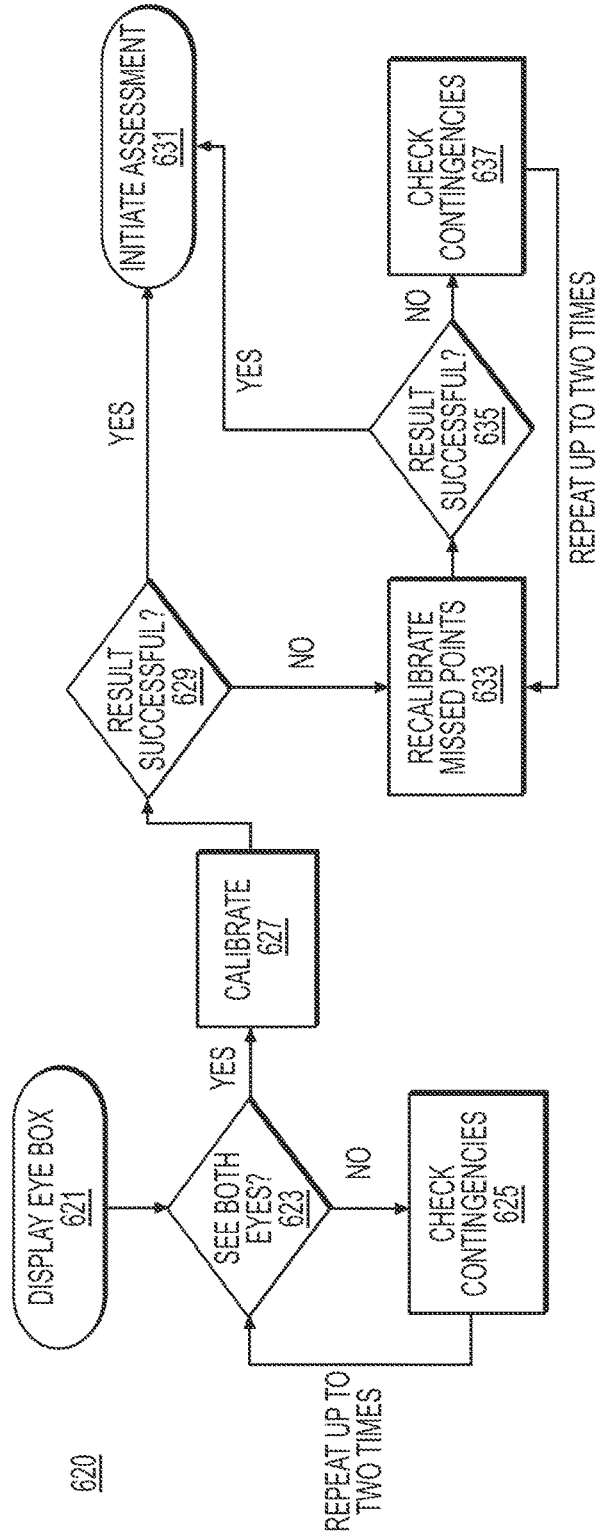 620
DISPLAY EYE BOX
621
SEE BOTH
EYES?
623
YES
NO
CHECK
CONTINGENCIES
625
REPEAT UP TO
TWO TIMES
CALIBRATE
627
RESULT
SUCCESSFUL?
629
YES
NO
INITIATE ASSESSMENT
631
RECALIBRATE
MISSED POINTS
633
RESULT
SUCCESSFUL?
635
YES
NO
CHECK
CONTINGENCIES
637
REPEAT UP TO TWO TIMES